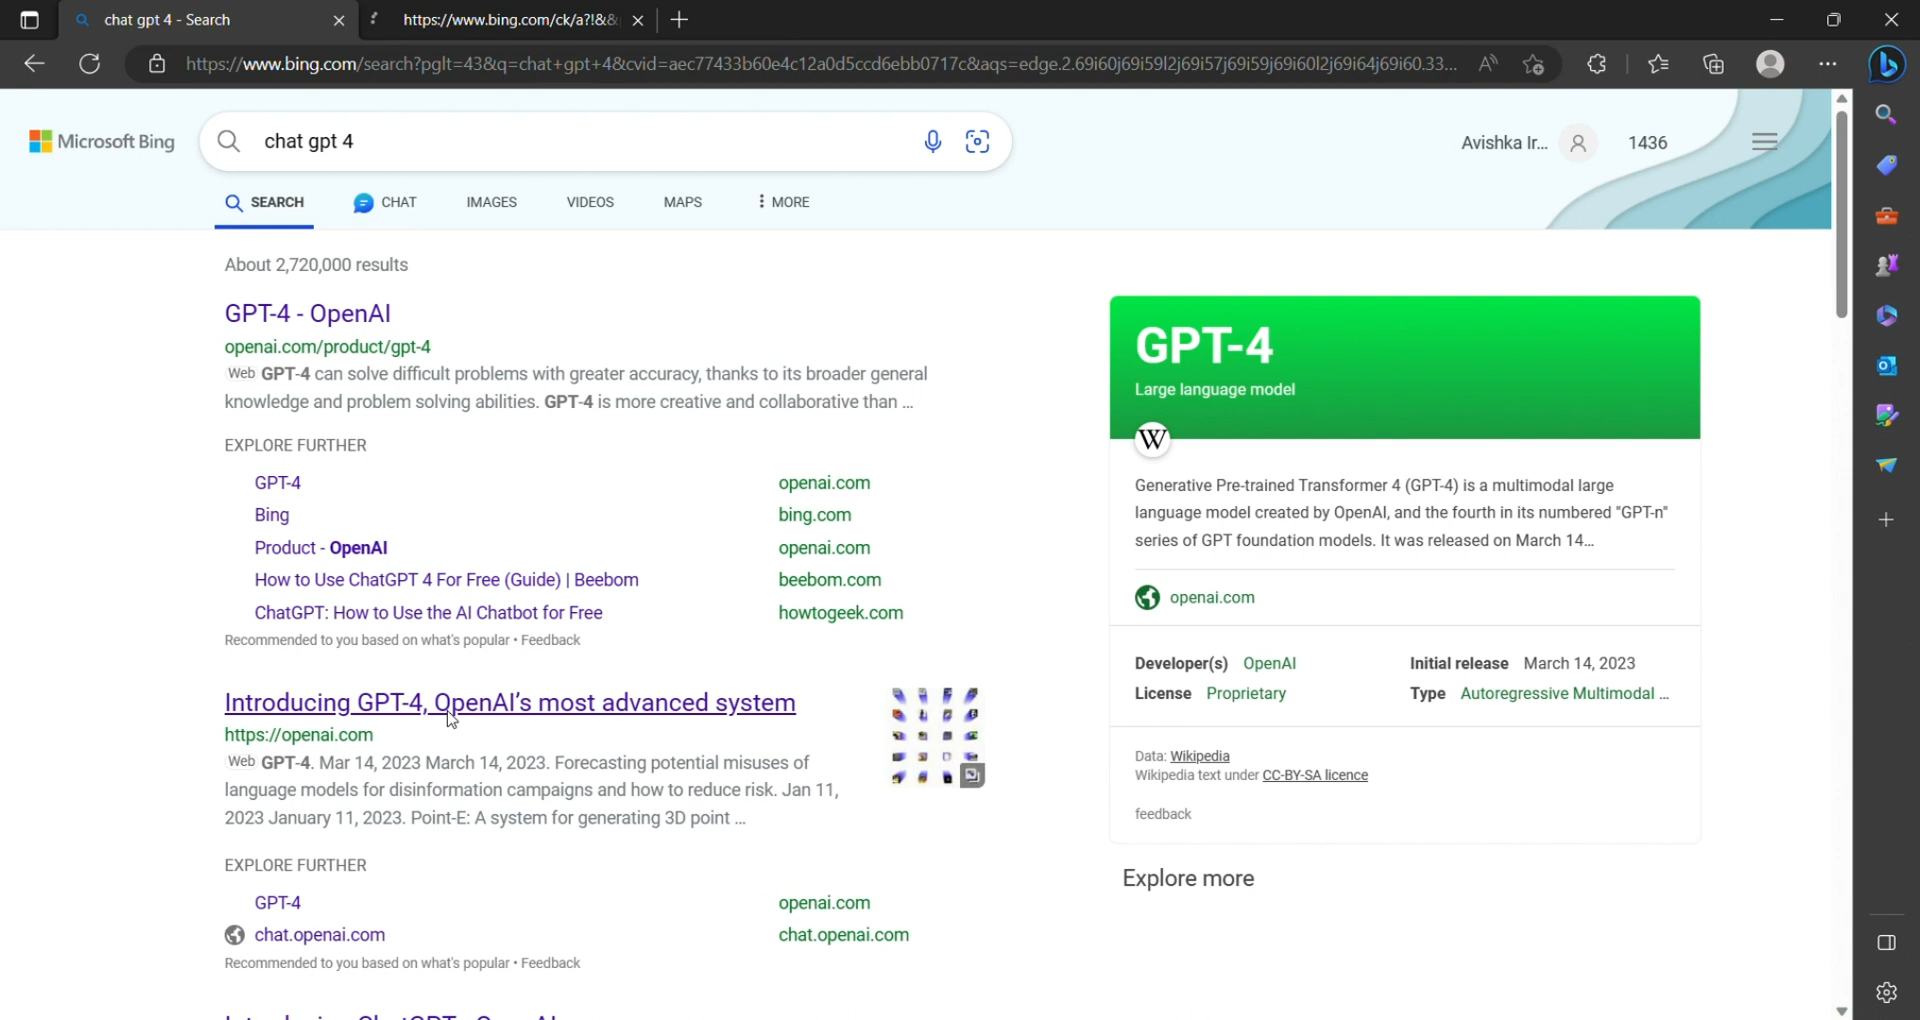 chat gpt 4 - Search
https://www.bing.com/ck/a?!&&
https://www.bing.com/search?pglt=43&q=chat+gpt+4&cvid=aec77433b60e4c12a0d5ccd6ebb0717c&aqs=edge.2.69i60j69i59l2j69i57j69i59j69i60l2j69i64j69i60.33...
Microsoft Bing
chat gpt 4
Avishka Ir...
1436
SEARCH
CHAT
IMAGES
VIDEOS
MAPS
MORE
About 2,720,000 results
GPT-4 - OpenAI
openai.com/product/gpt-4
Web GPT-4 can solve difficult problems with greater accuracy, thanks to its broader general
knowledge and problem solving abilities. GPT-4 is more creative and collaborative than ...
EXPLORE FURTHER
GPT-4 openai.com
Bing bing.com
Product - OpenAI openai.com
How to Use ChatGPT 4 For Free (Guide) | Beebom beebom.com
ChatGPT: How to Use the AI Chatbot for Free howtogeek.com
Recommended to you based on what's popular • Feedback
Introducing GPT-4, OpenAI's most advanced system
https://openai.com
Web GPT-4. Mar 14, 2023 March 14, 2023. Forecasting potential misuses of
language models for disinformation campaigns and how to reduce risk. Jan 11,
2023 January 11, 2023. Point-E: A system for generating 3D point ...
EXPLORE FURTHER
GPT-4 openai.com
chat.openai.com chat.openai.com
Recommended to you based on what's popular • Feedback
GPT-4
Large language model
W
Generative Pre-trained Transformer 4 (GPT-4) is a multimodal large
language model created by OpenAI, and the fourth in its numbered "GPT-n"
series of GPT foundation models. It was released on March 14...
openai.com
Developer(s) OpenAI
Initial release March 14, 2023
License Proprietary
Type Autoregressive Multimodal ...
Data: Wikipedia
Wikipedia text under CC-BY-SA licence
feedback
Explore more